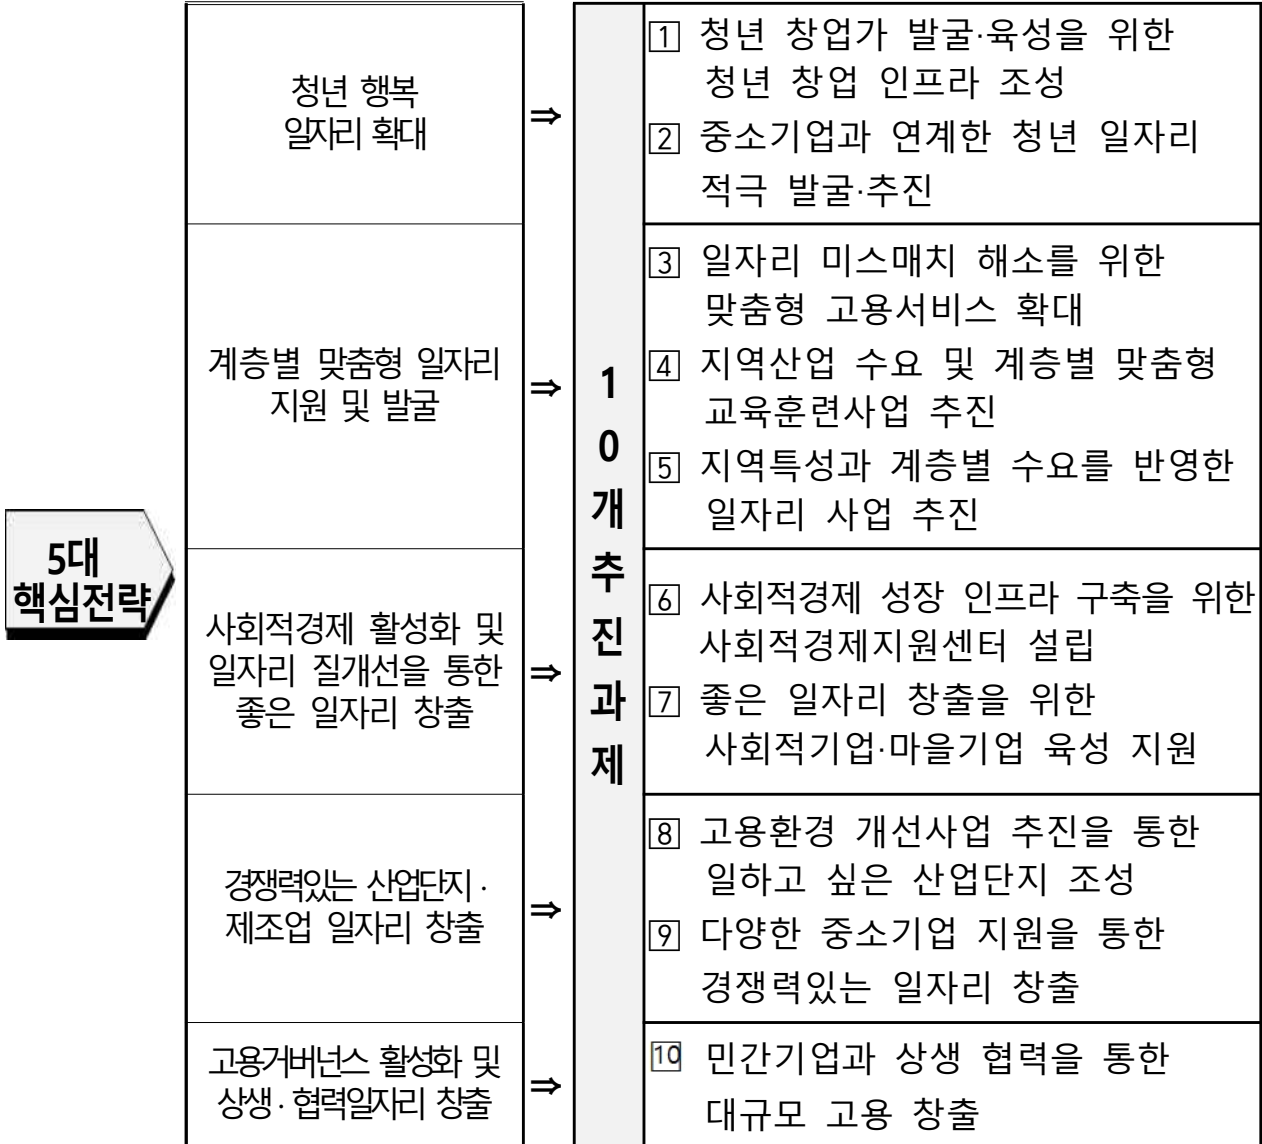 5대
핵심전략
청년 행복
일자리 확대
⇒
10개추진과제
1 청년 창업가 발굴·육성을 위한
청년 창업 인프라 조성
2 중소기업과 연계한 청년 일자리
적극 발굴·추진
계층별 맞춤형 일자리
지원 및 발굴
⇒
3 일자리 미스매치 해소를 위한
맞춤형 고용서비스 확대
4 지역산업 수요 및 계층별 맞춤형
교육훈련사업 추진
5 지역특성과 계층별 수요를 반영한
일자리 사업 추진
사회적경제 활성화 및
일자리 질개선을 통한
좋은 일자리 창출
⇒
6 사회적경제 성장 인프라 구축을 위한
사회적경제지원센터 설립
7 좋은 일자리 창출을 위한
사회적기업·마을기업 육성 지원
경쟁력있는 산업단지·
제조업 일자리 창출
⇒
8 고용환경 개선사업 추진을 통한
일하고 싶은 산업단지 조성
9 다양한 중소기업 지원을 통한
경쟁력있는 일자리 창출
고용거버넌스 활성화 및
상생·협력일자리 창출
⇒
10 민간기업과 상생 협력을 통한
대규모 고용 창출